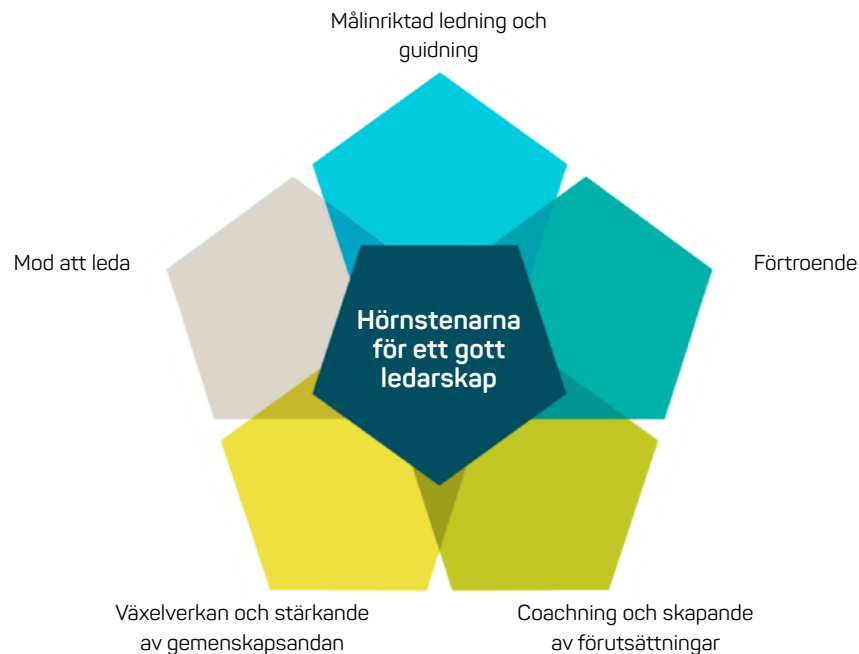 Målinriktad ledning och
guidning
Mod att leda
Förtroende
Hörnstenarna
för ett gott
ledarskap
Växelverkan och stärkande
av gemenskapsandan
Coachning och skapande
av förutsättningar